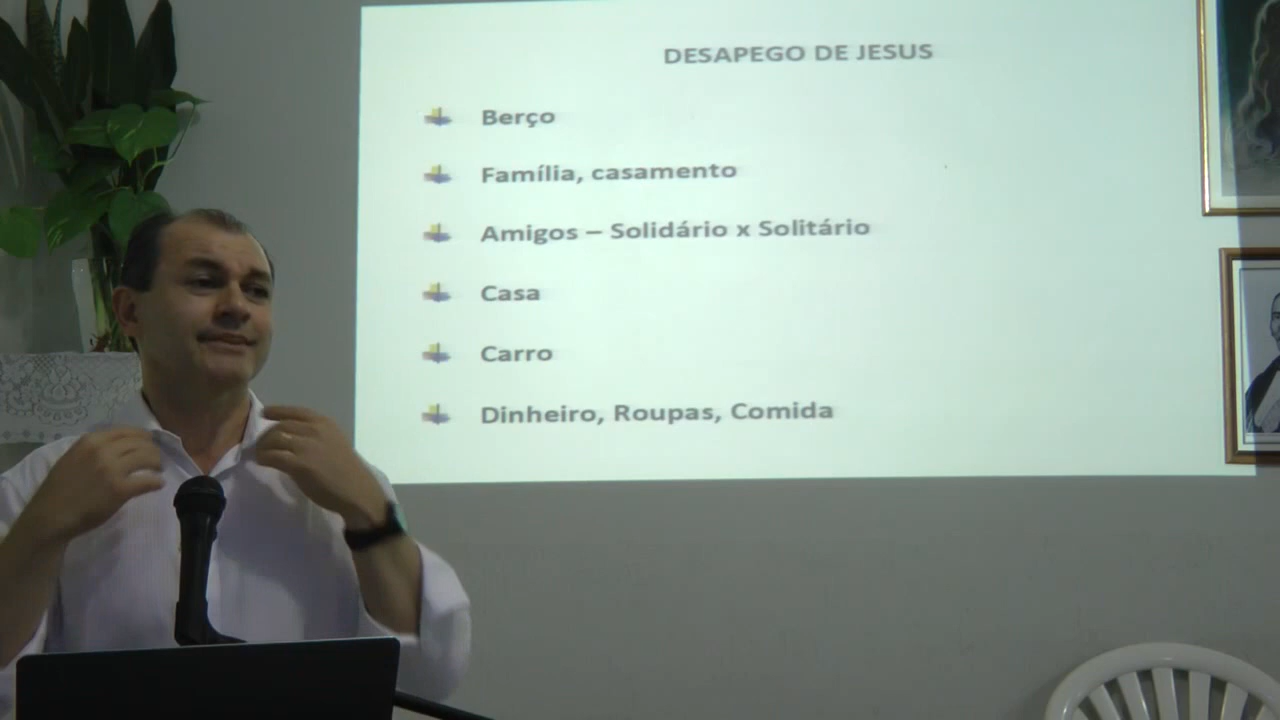 DESAPEGO DE JESUS
Berço
Família, casamento
Amigos – Solidário x Solitário
Casa
Carro
Dinheiro, Roupas, Comida